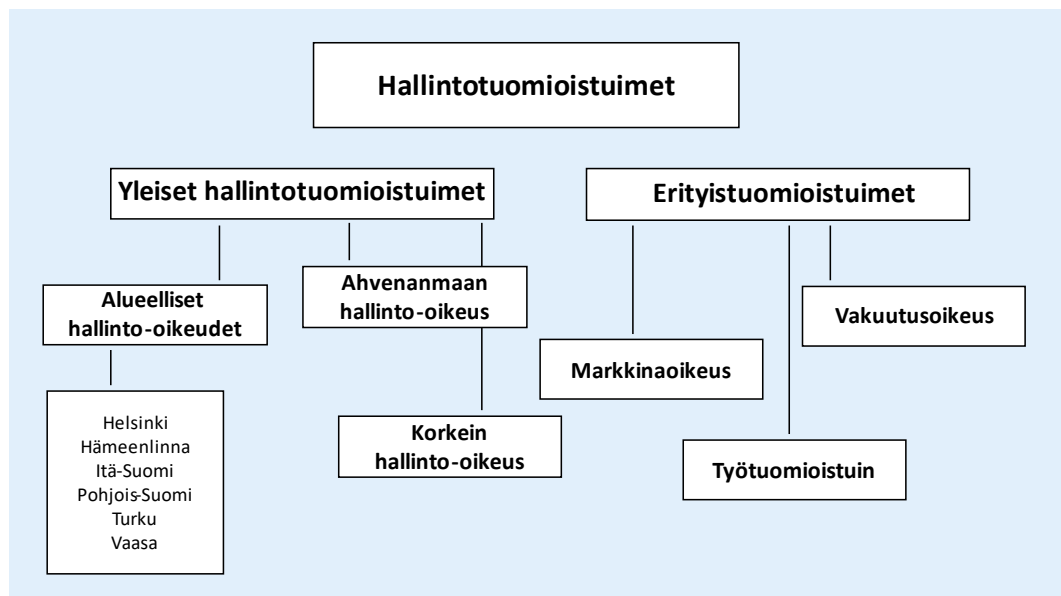 Hallintotuomioistuimet
Yleiset hallintotuomioistuimet
Erityistuomioistuimet
Alueelliset
hallinto-oikeudet
Ahvenanmaan
hallinto-oikeus
Vakuutusoikeus
Markkinaoikeus
Helsinki
Hämeenlinna
Itä-Suomi
Pohjois-Suomi
Turku
Vaasa
Korkein
hallinto-oikeus
Työtuomioistuin